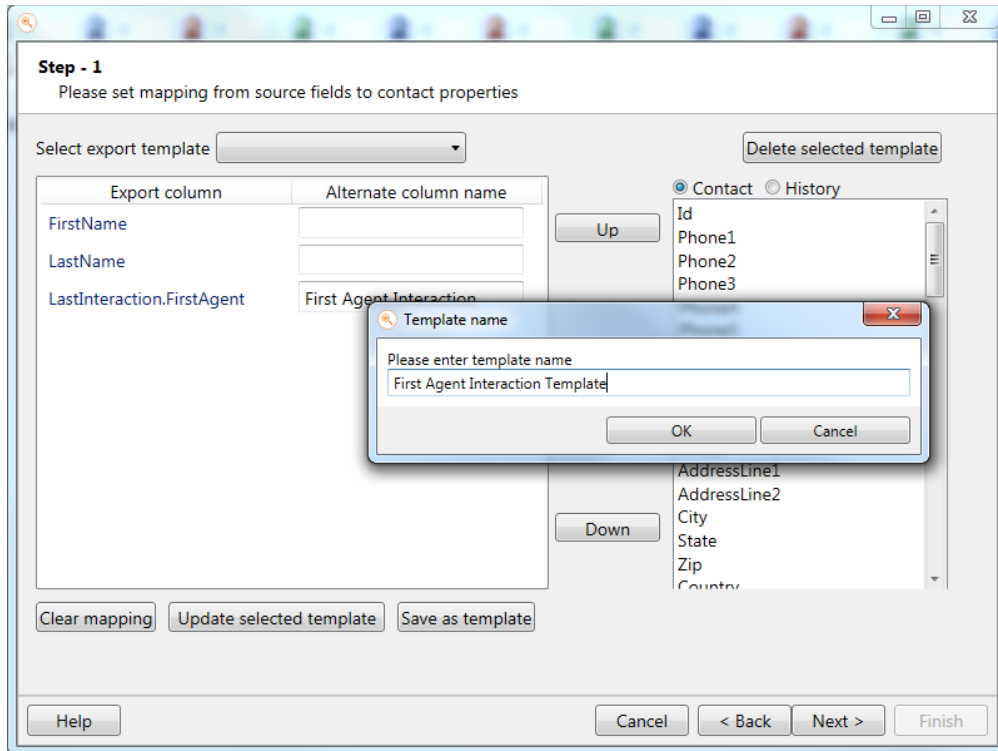 Step - 1
Please set mapping from source fields to contact properties
Select export template
Delete selected template
Export column Alternate column name
Contact History
FirstName
LastName
LastInteraction.FirstAgent First Agent Interaction
Up
Down
Id
Phone1
Phone2
Phone3
Template name
Please enter template name
First Agent Interaction Template
OK Cancel
AddressLine1
AddressLine2
City
State
Zip
Country
Clear mapping Update selected template Save as template
Help Cancel < Back Next > Finish